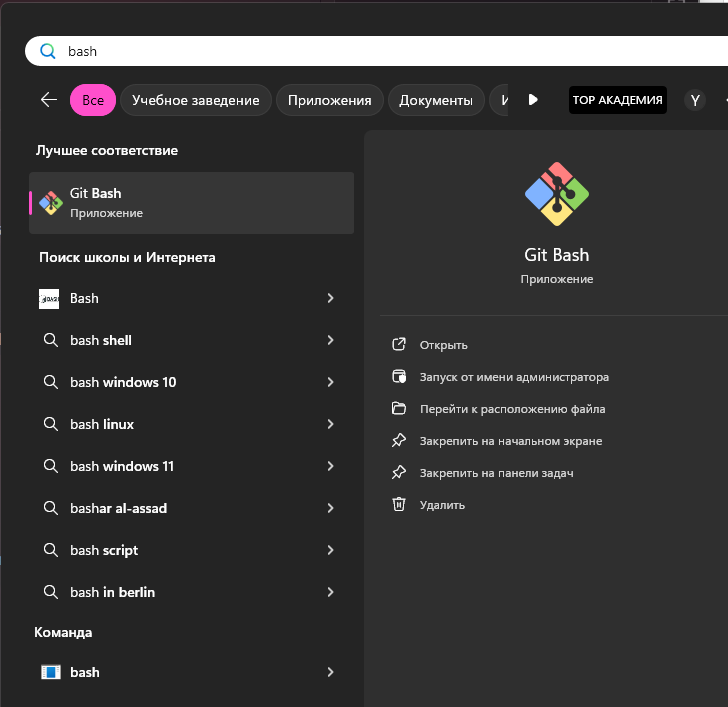 bash
Все
Учебное заведение
Приложения
Документы
TOP АКАДЕМИЯ
Y
Лучшее соответствие
Git Bash
Приложение
Поиск школы и Интернета
Bash
bash shell
bash windows 10
bash linux
bash windows 11
bashar al-assad
bash script
bash in berlin
Команда
bash
Git Bash
Приложение
Открыть
Запуск от имени администратора
Перейти к расположению файла
Закрепить на начальном экране
Закрепить на панели задач
Удалить